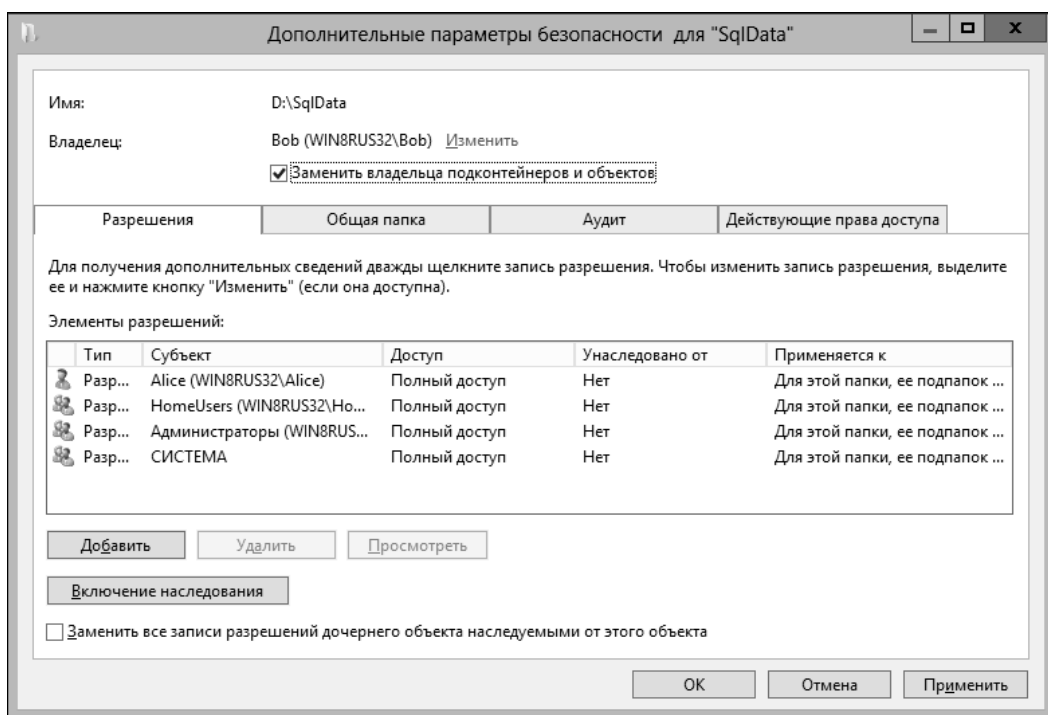 Дополнительные параметры безопасности для "SqlData"
Имя: D:\SqlData
Владелец: Bob (WIN8RUS32\Bob) Изменить
Заменить владельца подконтейнеров и объектов
Разрешения Общая папка Аудит Действующие права доступа
Для получения дополнительных сведений дважды щелкните запись разрешения. Чтобы изменить запись разрешения, выделите
ее и нажмите кнопку "Изменить" (если она доступна).
Элементы разрешений:
Тип Субъект Доступ Унаследовано от Применяется к
Разр... Alice (WIN8RUS32\Alice) Полный доступ Нет Для этой папки, ее подпапок ...
Разр... HomeUsers (WIN8RUS32\Ho... Полный доступ Нет Для этой папки, ее подпапок ...
Разр... Администраторы (WIN8RUS... Полный доступ Нет Для этой папки, ее подпапок ...
Разр... СИСТЕМА Полный доступ Нет Для этой папки, ее подпапок ...
Добавить Удалить Просмотреть
Включение наследования
Заменить все записи разрешений дочернего объекта наследуемыми от этого объекта
ОК Отмена Применить